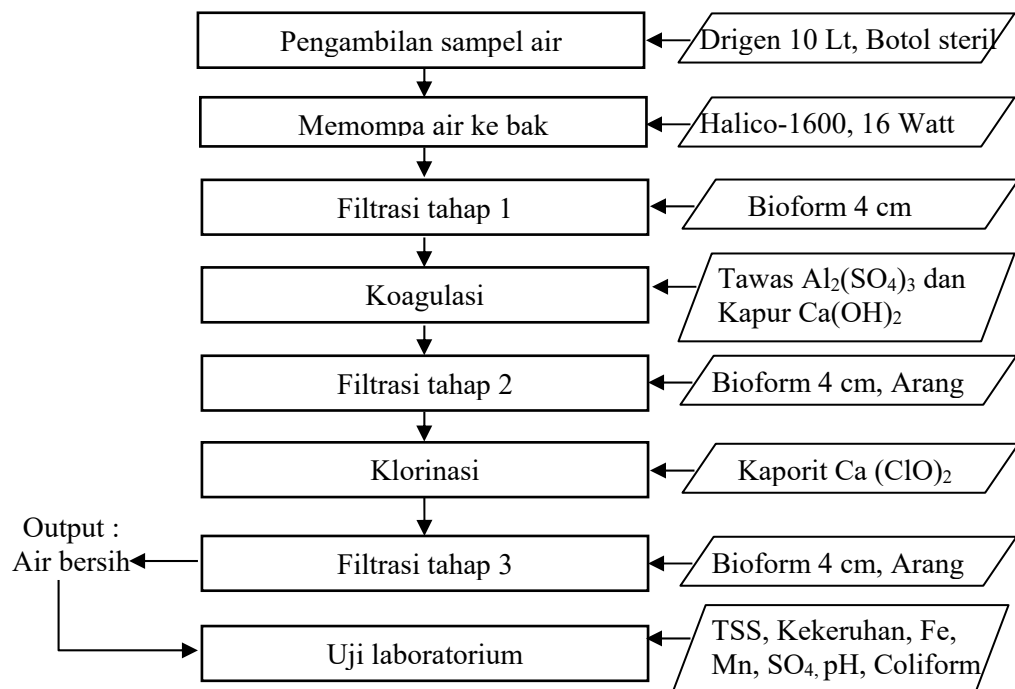 Pengambilan sampel air
Drigen 10 Lt, Botol steril
Memompa air ke bak
Halico-1600, 16 Watt
Filtrasi tahap 1
Bioform 4 cm
Koagulasi
Tawas Al₂(SO₄)₃ dan
Kapur Ca(OH)₂
Filtrasi tahap 2
Bioform 4 cm, Arang
Klorinasi
Kaporit Ca (ClO)₂
Output :
Air bersih
Filtrasi tahap 3
Bioform 4 cm, Arang
Uji laboratorium
TSS, Kekeruhan, Fe,
Mn, SO₄, pH, Coliform